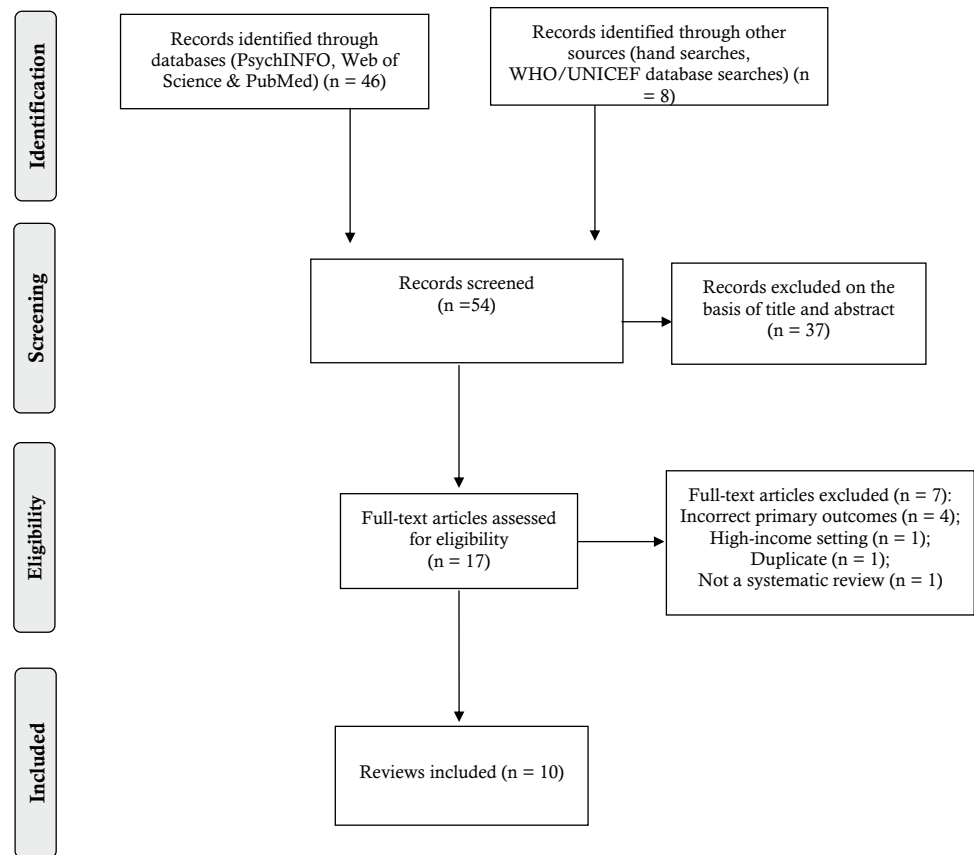 Identification
Records identified through
databases (PsychINFO, Web of
Science & PubMed) (n = 46)
Records identified through other
sources (hand searches,
WHO/UNICEF database searches) (n
= 8)
Screening
Records screened
(n =54)
Records excluded on the
basis of title and abstract
(n = 37)
Eligibility
Full-text articles assessed
for eligibility
(n = 17)
Full-text articles excluded (n = 7):
Incorrect primary outcomes (n = 4);
High-income setting (n = 1);
Duplicate (n = 1);
Not a systematic review (n = 1)
Included
Reviews included (n = 10)